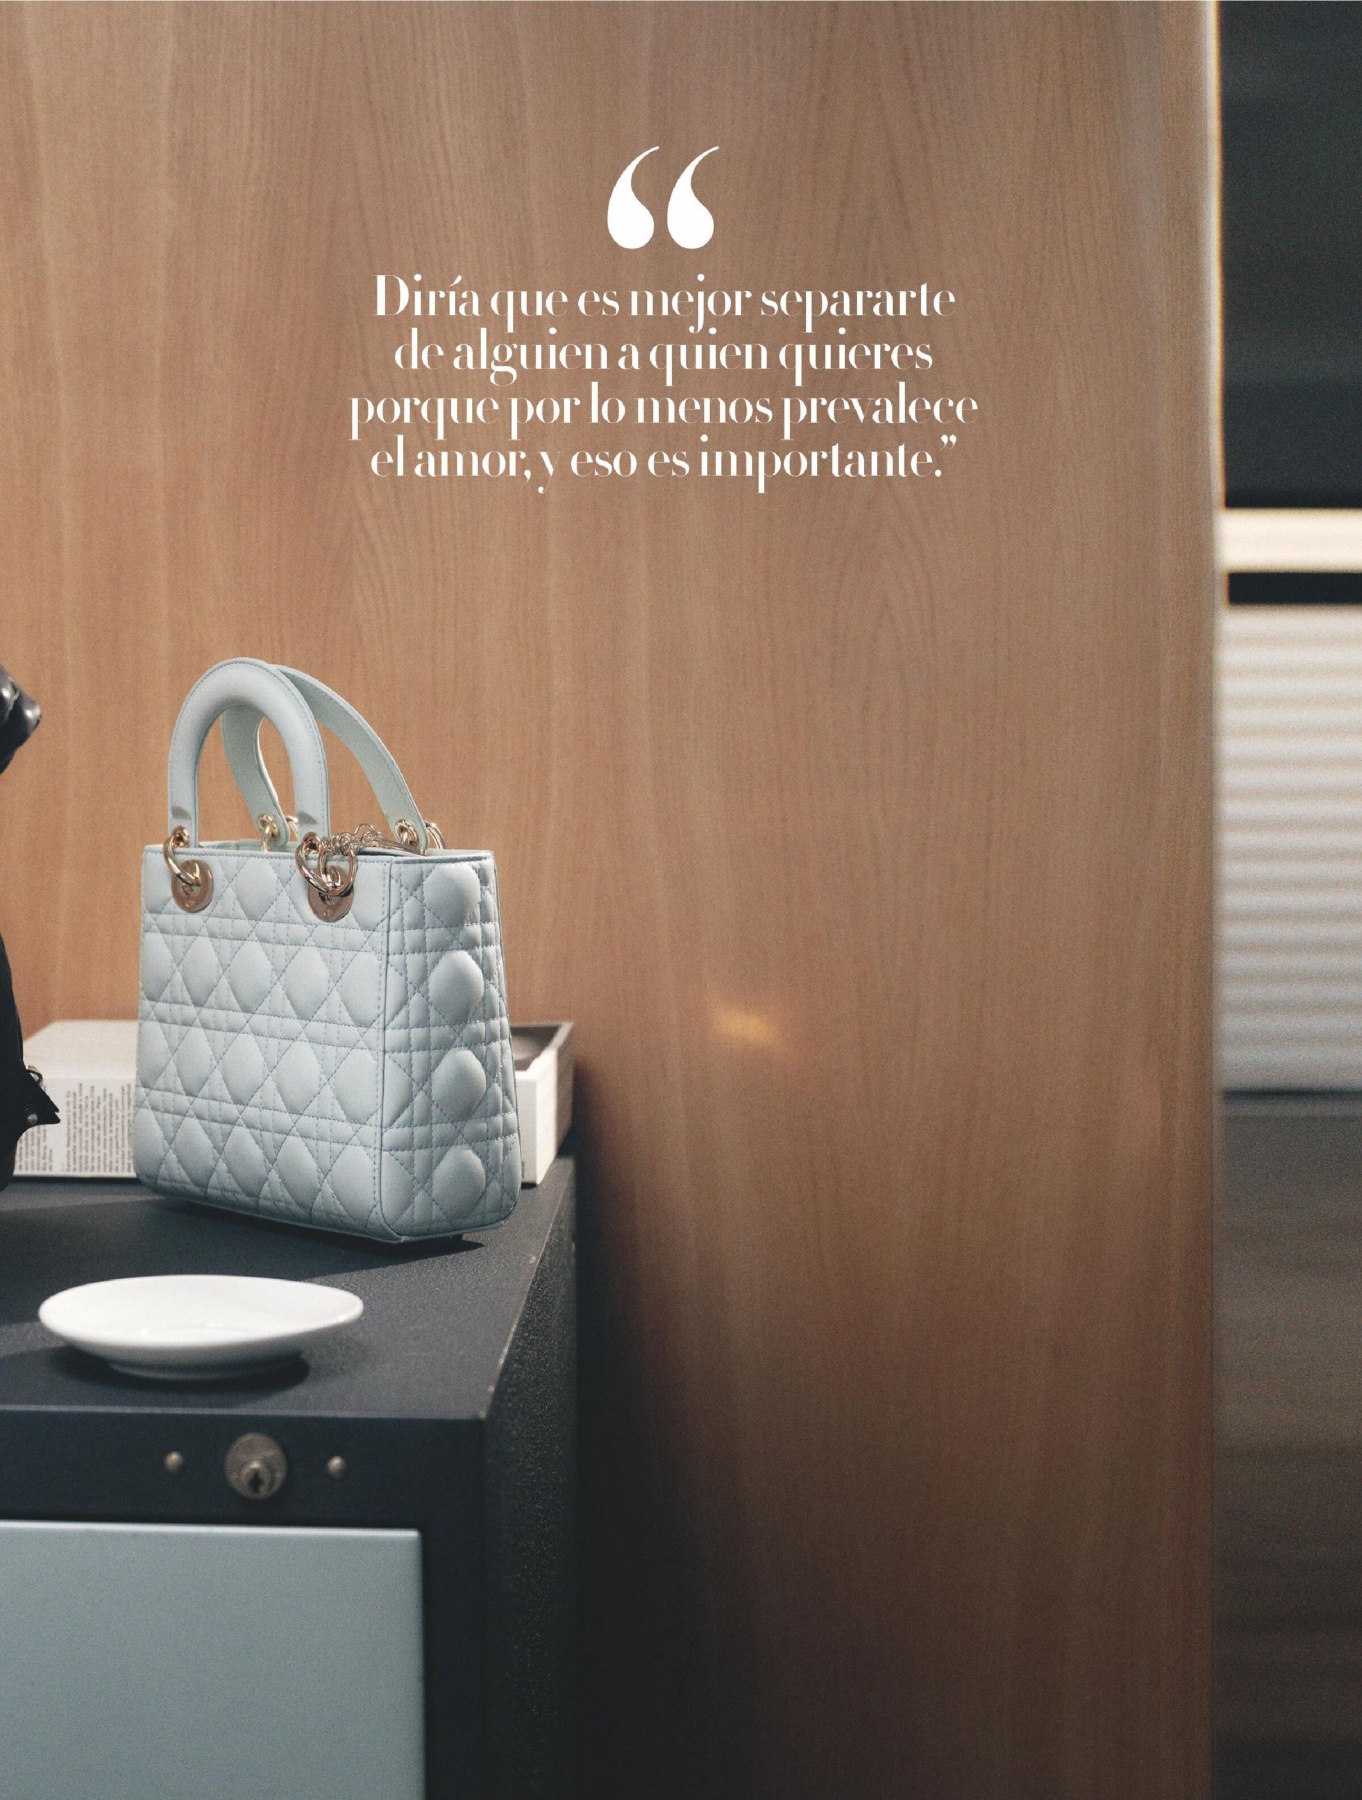 “
Diría que es mejor separarte
de alguien a quien quieres
porque por lo menos prevalece
el amor, y eso es importante.”